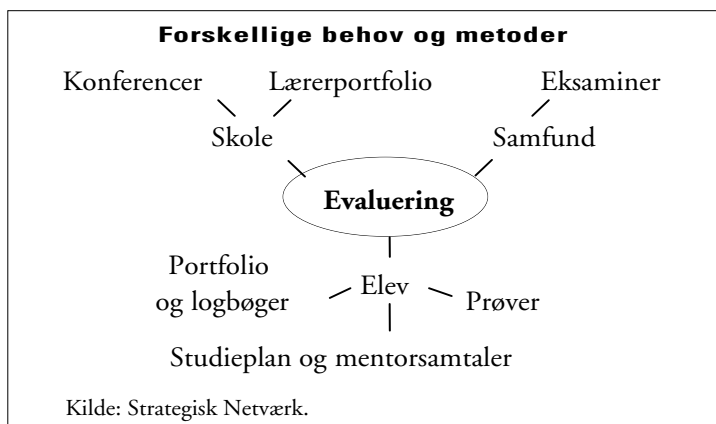 Forskellige behov og metoder
Konferencer
Lærerportfolio
Eksaminer
Skole
Samfund
Evaluering
Portfolio
og logbøger
Elev
Prøver
Studieplan og mentorsamtaler
Kilde: Strategisk Netværk.